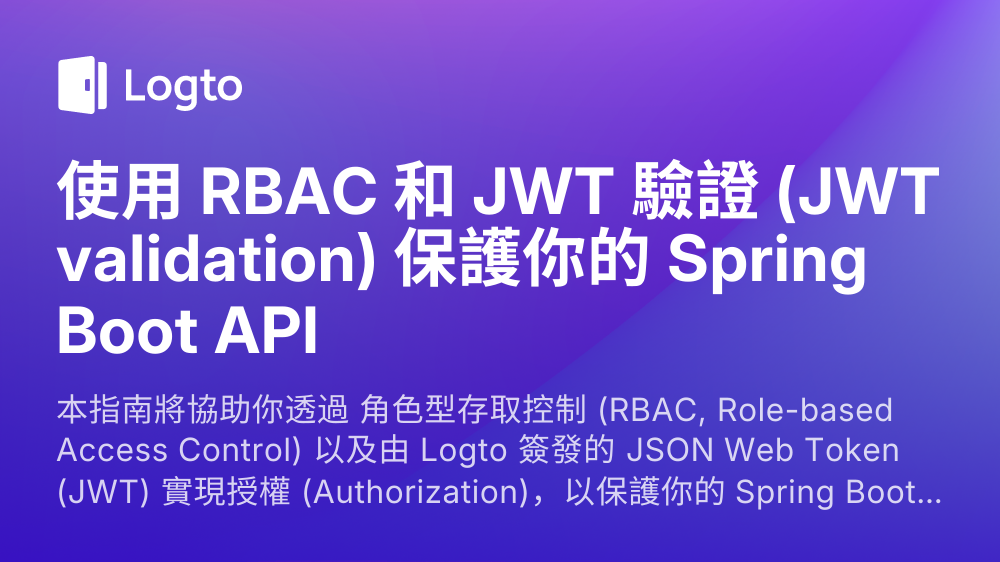 Logto
使用 RBAC 和 JWT 驗證 (JWT
validation) 保護你的 Spring
Boot API
本指南將協助你透過 角色型存取控制 (RBAC, Role-based
Access Control) 以及由 Logto 簽發的 JSON Web Token
(JWT) 實現授權 (Authorization)，以保護你的 Spring Boot...